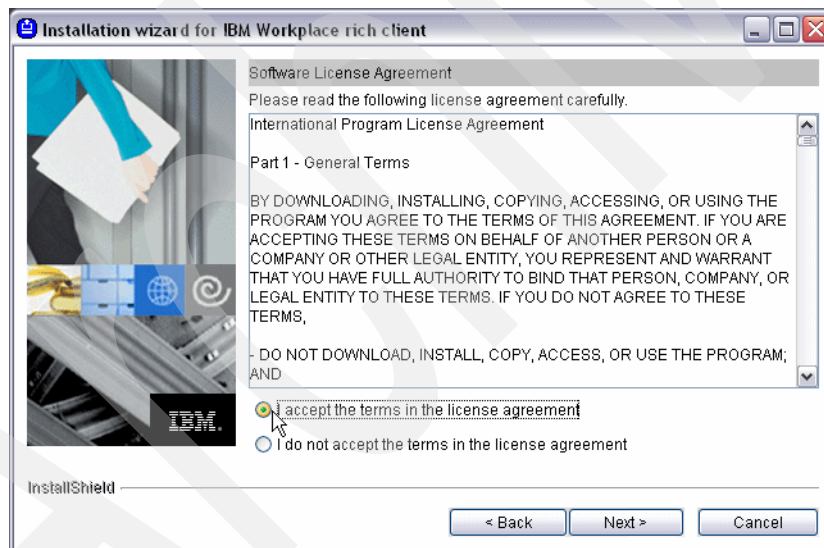 Installation wizard for IBM Workplace rich client
Software License Agreement
Please read the following license agreement carefully.
International Program License Agreement
Part 1 - General Terms
BY DOWNLOADING, INSTALLING, COPYING, ACCESSING, OR USING THE
PROGRAM YOU AGREE TO THE TERMS OF THIS AGREEMENT. IF YOU ARE
ACCEPTING THESE TERMS ON BEHALF OF ANOTHER PERSON OR A
COMPANY OR OTHER LEGAL ENTITY, YOU REPRESENT AND WARRANT
THAT YOU HAVE FULL AUTHORITY TO BIND THAT PERSON, COMPANY, OR
LEGAL ENTITY TO THESE TERMS. IF YOU DO NOT AGREE TO THESE
TERMS,
- DO NOT DOWNLOAD, INSTALL, COPY, ACCESS, OR USE THE PROGRAM;
AND
IBM.
I accept the terms in the license agreement
I do not accept the terms in the license agreement
InstallShield
< Back
Next >
Cancel